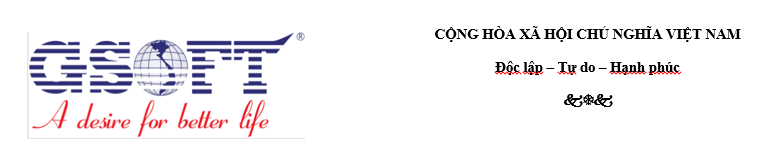 GSOFT®
A desire for better life
CỘNG HÒA XÃ HỘI CHỦ NGHĨA VIỆT NAM
Độc lập – Tự do – Hạnh phúc